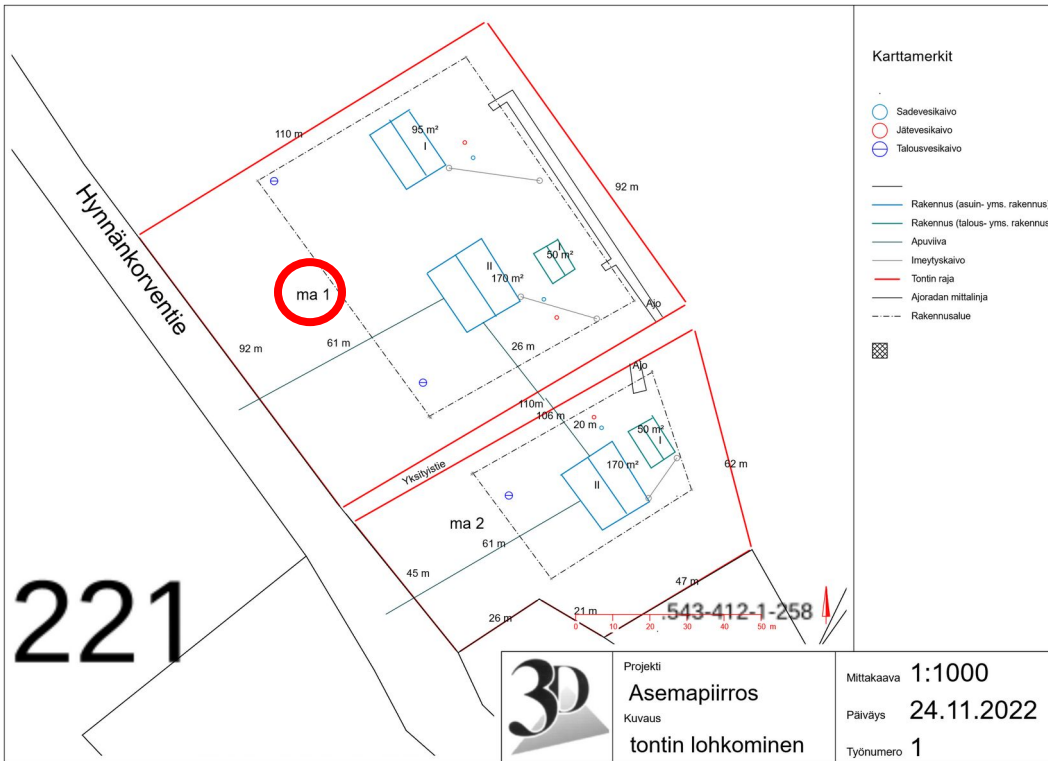 110 m
95 m²
I
92 m
Hynnänkorventie
ma 1
II
170 m²
I
50 m²
Ajo
61 m
92 m
26 m
110m
106 m
Ajo
20 m
50 m²
I
170 m²
II
62 m
Yksityistie
ma 2
61 m
45 m
47 m
26 m
21 m
543-412-1-258
0 10 20 30 40 50 m
221
Karttamerkit
Sadevesikaivo
Jätevesikaivo
Talousvesikaivo
Rakennus (asuin- yms. rakennus)
Rakennus (talous- yms. rakennus
Apuviiva
Imeytyskaivo
Tontin raja
Ajoradan mittalinja
Rakennusalue
3D
Projekti
Asemapiirros
Kuvaus
tontin lohkominen
Mittakaava 1:1000
Päiväys 24.11.2022
Työnumero 1